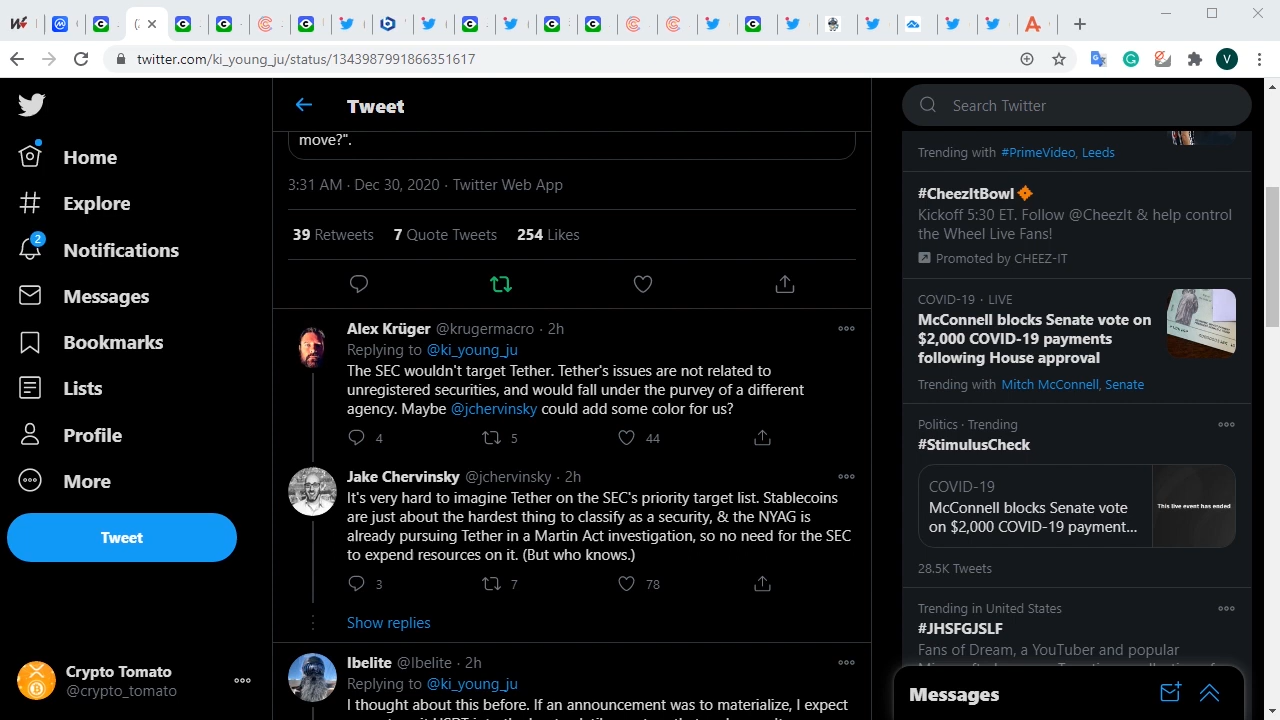 twitter.com/ki_young_ju/status/1343987991866351617
V
Home
Explore
2
Notifications
Messages
Bookmarks
Lists
Profile
More
Tweet
Crypto Tomato
@crypto_tomato
Tweet
move?".
3:31 AM · Dec 30, 2020 · Twitter Web App
39 Retweets 7 Quote Tweets 254 Likes
Alex Krüger @krugermacro · 2h
Replying to @ki_young_ju
The SEC wouldn't target Tether. Tether's issues are not related to
unregistered securities, and would fall under the purvey of a different
agency. Maybe @jchervinsky could add some color for us?
4 5 44
Jake Chervinsky @jchervinsky · 2h
It's very hard to imagine Tether on the SEC's priority target list. Stablecoins
are just about the hardest thing to classify as a security, & the NYAG is
already pursuing Tether in a Martin Act investigation, so no need for the SEC
to expend resources on it. (But who knows.)
3 7 78
Show replies
Ibelite @Ibelite · 2h
Replying to @ki_young_ju
I thought about this before. If an announcement was to materialize, I expect
Search Twitter
Trending with #PrimeVideo, Leeds
#CheezItBowl
Kickoff 5:30 ET. Follow @CheezIt & help control
the Wheel Live Fans!
Promoted by CHEEZ-IT
COVID-19 · LIVE
McConnell blocks Senate vote on
$2,000 COVID-19 payments
following House approval
Trending with Mitch McConnell, Senate
Politics · Trending
#StimulusCheck
COVID-19
McConnell blocks Senate vote
on $2,000 COVID-19 payment...
This live event has ended
28.5K Tweets
Trending in United States
#JHSFGJSLF
Fans of Dream, a YouTuber and popular
Messages